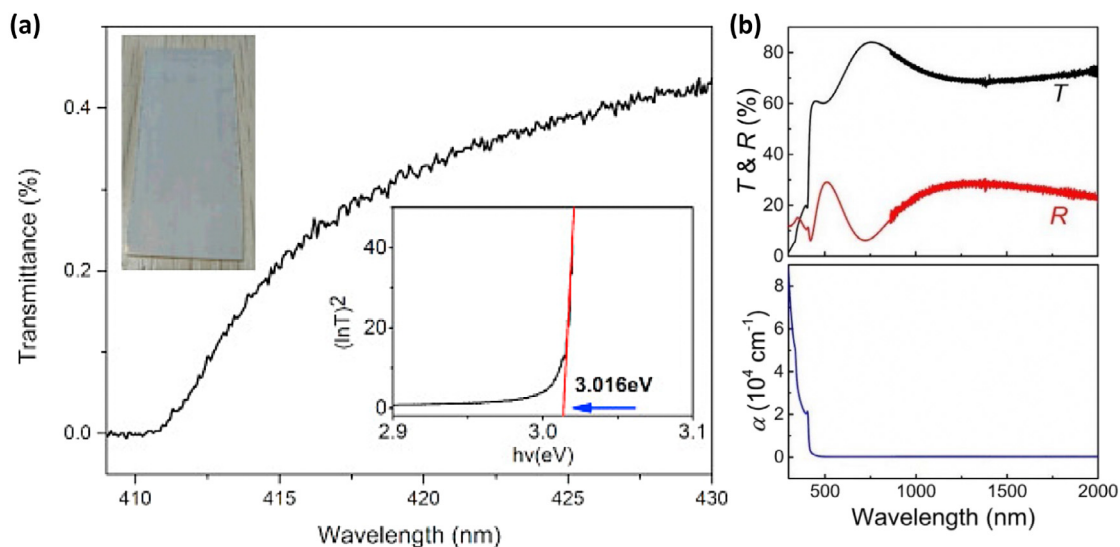 (a)
Transmittance (%)
0.4
0.2
0.0
410
415
420
425
430
Wavelength (nm)
(lnT)²
40
20
0
3.016eV
2.9
3.0
3.1
hv(eV)
(b)
T & R (%)
80
60
40
20
0
T
R
α (10⁴ cm⁻¹)
8
6
4
2
0
500
1000
1500
2000
Wavelength (nm)